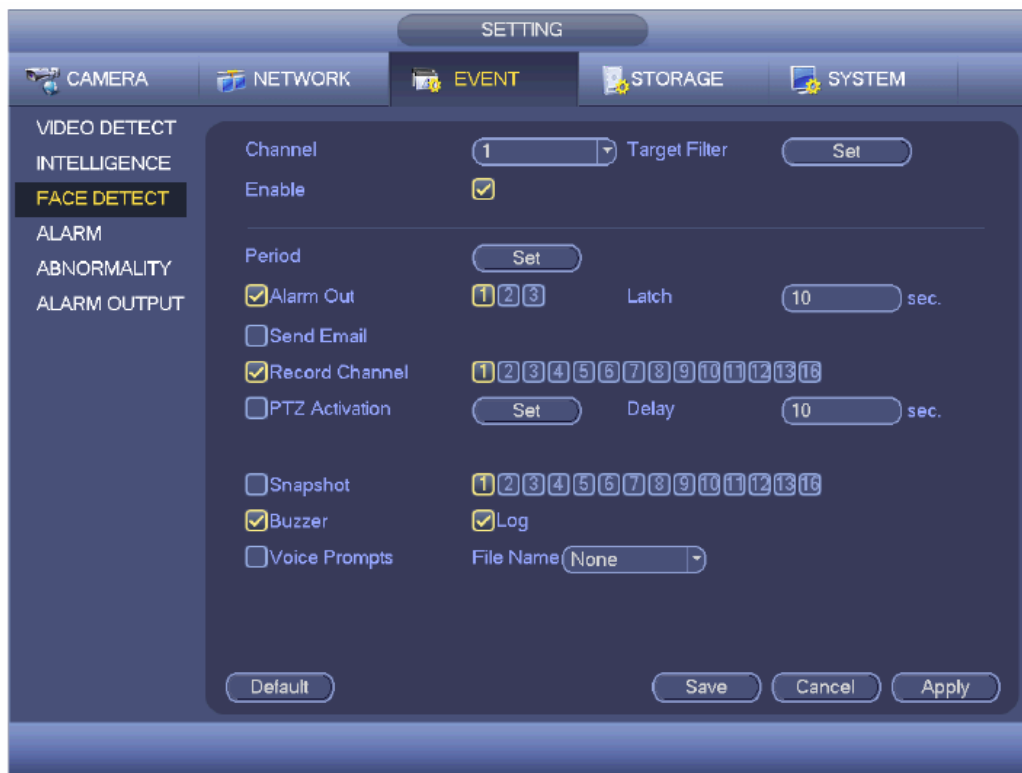 SETTING
CAMERA NETWORK EVENT STORAGE SYSTEM
VIDEO DETECT
INTELLIGENCE
FACE DETECT
ALARM
ABNORMALITY
ALARM OUTPUT
Channel 1 Target Filter Set
Enable
Period Set
Alarm Out 1 2 3 Latch 10 sec.
Send Email
Record Channel 1 2 3 4 5 6 7 8 9 10 11 12 13 16
PTZ Activation Set Delay 10 sec.
Snapshot 1 2 3 4 5 6 7 8 9 10 11 12 13 16
Buzzer Log
Voice Prompts File Name None
Default Save Cancel Apply